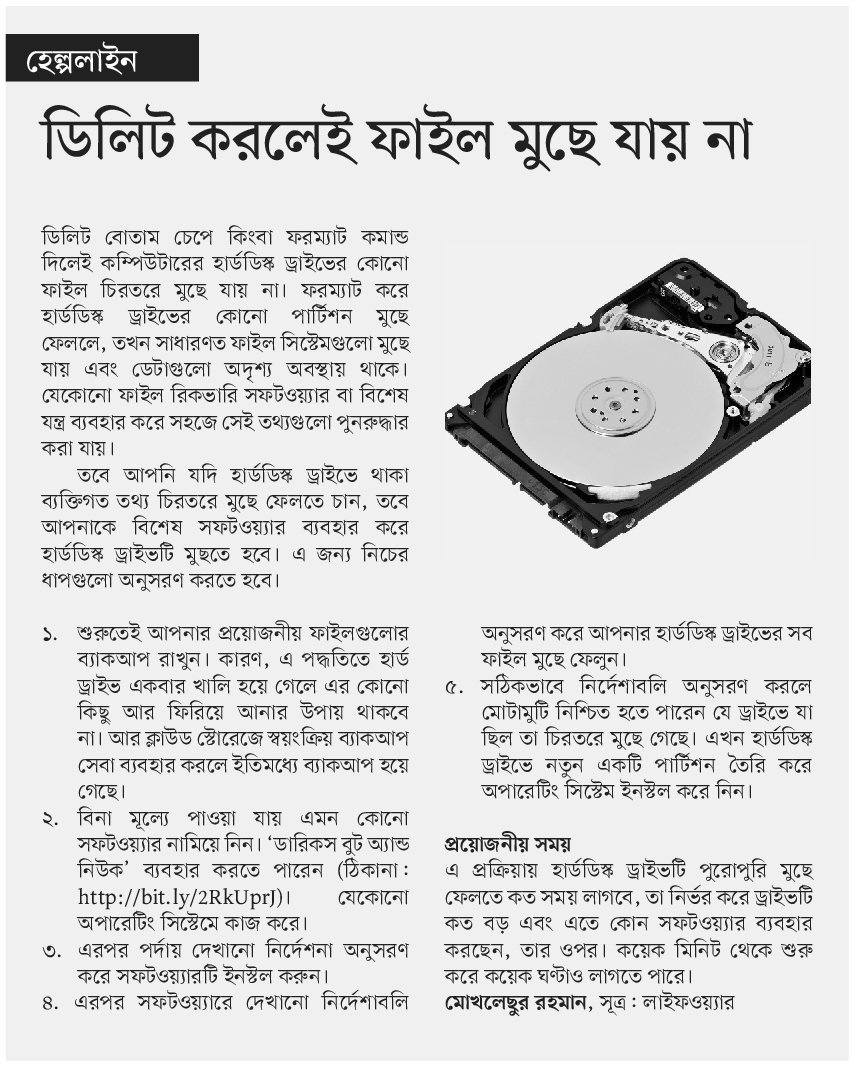 হেল্পলাইন
ডিলিট করলেই ফাইল মুছে যায় না
ডিলিট বোতাম চেপে কিংবা ফরম্যাট কমান্ড
দিলেই কম্পিউটারের হার্ডডিস্ক ড্রাইভের কোনো
ফাইল চিরতরে মুছে যায় না। ফরম্যাট করে
হার্ডডিস্ক ড্রাইভের কোনো পার্টিশন মুছে
ফেললে, তখন সাধারণত ফাইল সিস্টেমগুলো মুছে
যায় এবং ডেটাগুলো অদৃশ্য অবস্থায় থাকে।
যেকোনো ফাইল রিকভারি সফটওয়্যার বা বিশেষ
যন্ত্র ব্যবহার করে সহজে সেই তথ্যগুলো পুনরুদ্ধার
করা যায়।
তবে আপনি যদি হার্ডডিস্ক ড্রাইভে থাকা
ব্যক্তিগত তথ্য চিরতরে মুছে ফেলতে চান, তবে
আপনাকে বিশেষ সফটওয়্যার ব্যবহার করে
হার্ডডিস্ক ড্রাইভটি মুছতে হবে। এ জন্য নিচের
ধাপগুলো অনুসরণ করতে হবে।
১. শুরুতেই আপনার প্রয়োজনীয় ফাইলগুলোর
ব্যাকআপ রাখুন। কারণ, এ পদ্ধতিতে হার্ড
ড্রাইভ একবার খালি হয়ে গেলে এর কোনো
কিছু আর ফিরিয়ে আনার উপায় থাকবে
না। আর ক্লাউড স্টোরেজে স্বয়ংক্রিয় ব্যাকআপ
সেবা ব্যবহার করলে ইতিমধ্যে ব্যাকআপ হয়ে
গেছে।
২. বিনা মূল্যে পাওয়া যায় এমন কোনো
সফটওয়্যার নামিয়ে নিন। ‘ডারিকস বুট অ্যান্ড
নিউক’ ব্যবহার করতে পারেন (ঠিকানা :
http://bit.ly/2RkUprJ)। যেকোনো
অপারেটিং সিস্টেমে কাজ করে।
৩. এরপর পর্দায় দেখানো নির্দেশনা অনুসরণ
করে সফটওয়্যারটি ইনস্টল করুন।
৪. এরপর সফটওয়্যারে দেখানো নির্দেশাবলি
অনুসরণ করে আপনার হার্ডডিস্ক ড্রাইভের সব
ফাইল মুছে ফেলুন।
৫. সঠিকভাবে নির্দেশাবলি অনুসরণ করলে
মোটামুটি নিশ্চিত হতে পারেন যে ড্রাইভে যা
ছিল তা চিরতরে মুছে গেছে। এখন হার্ডডিস্ক
ড্রাইভে নতুন একটি পার্টিশন তৈরি করে
অপারেটিং সিস্টেম ইনস্টল করে নিন।
প্রয়োজনীয় সময়
এ প্রক্রিয়ায় হার্ডডিস্ক ড্রাইভটি পুরোপুরি মুছে
ফেলতে কত সময় লাগবে, তা নির্ভর করে ড্রাইভটি
কত বড় এবং এতে কোন সফটওয়্যার ব্যবহার
করছেন, তার ওপর। কয়েক মিনিট থেকে শুরু
করে কয়েক ঘণ্টাও লাগতে পারে।
মোখলেছুর রহমান, সূত্র : লাইফওয়্যার